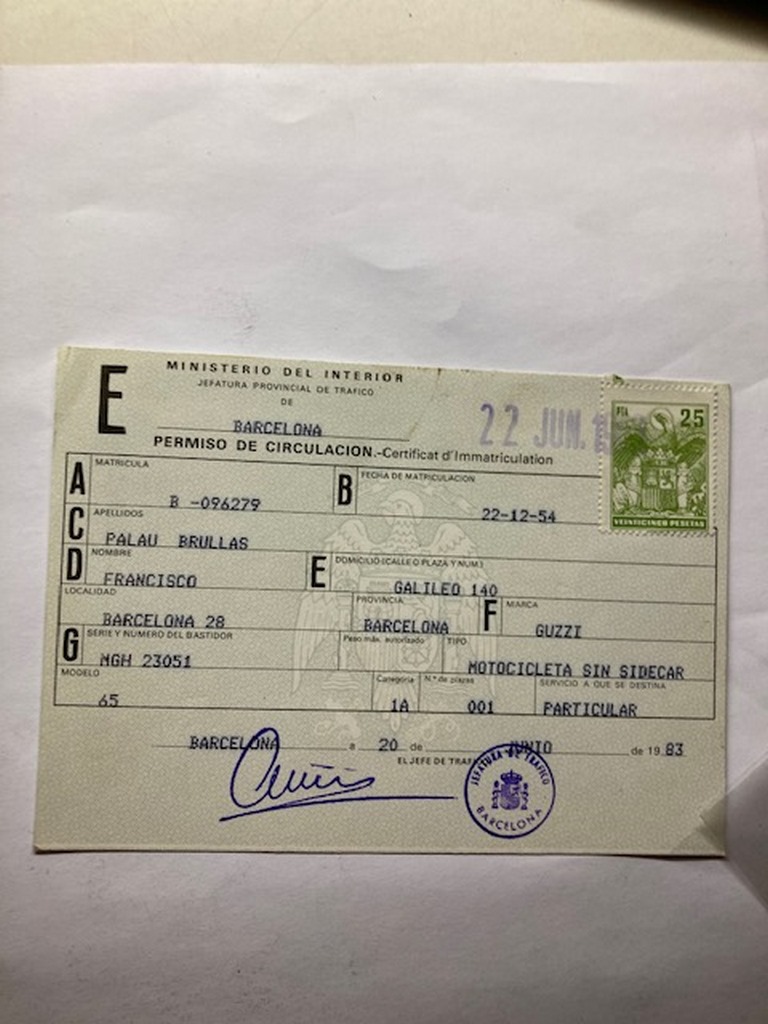 E
MINISTERIO DEL INTERIOR
JEFATURA PROVINCIAL DE TRAFICO
DE
BARCELONA
22 JUN.
PTA 25
VEINTICINCO PESETAS
PERMISO DE CIRCULACION.-Certificat d'Immatriculation
A MATRICULA B -096279
B FECHA DE MATRICULACION 22-12-54
C APELLIDOS PALAU BRULLAS
D NOMBRE FRANCISCO
E DOMICILIO (CALLE O PLAZA Y NUM.) GALILEO 140
LOCALIDAD BARCELONA 28
PROVINCIA BARCELONA
F MARCA GUZZI
G SERIE Y NUMERO DEL BASTIDOR MGH 23051
Peso máx. autorizado
TIPO MOTOCICLETA SIN SIDECAR
MODELO 65
Categoría 1A
N.º de plazas 001
SERVICIO A QUE SE DESTINA PARTICULAR
BARCELONA a 20 de JUNIO de 19 83
EL JEFE DE TRAFI
JEFATURA DE TRAFICO
BARCELONA